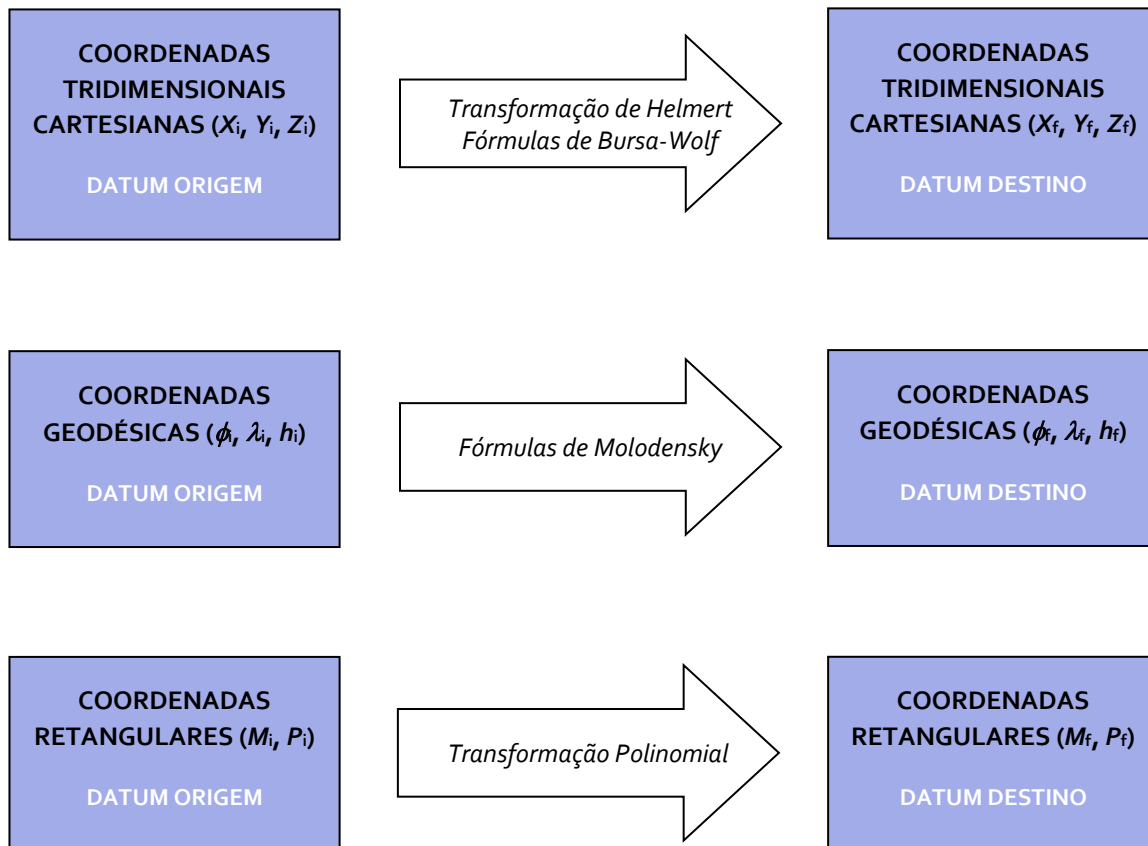 COORDENADAS
TRIDIMENSIONAIS
CARTESIANAS (Xi, Yi, Zi)
DATUM ORIGEM
Transformação de Helmert
Fórmulas de Bursa-Wolf
COORDENADAS
TRIDIMENSIONAIS
CARTESIANAS (Xf, Yf, Zf)
DATUM DESTINO
COORDENADAS
GEODÉSICAS (ϕi, λi, hi)
DATUM ORIGEM
Fórmulas de Molodensky
COORDENADAS
GEODÉSICAS (ϕf, λf, hf)
DATUM DESTINO
COORDENADAS
RETANGULARES (Mi, Pi)
DATUM ORIGEM
Transformação Polinomial
COORDENADAS
RETANGULARES (Mf, Pf)
DATUM DESTINO